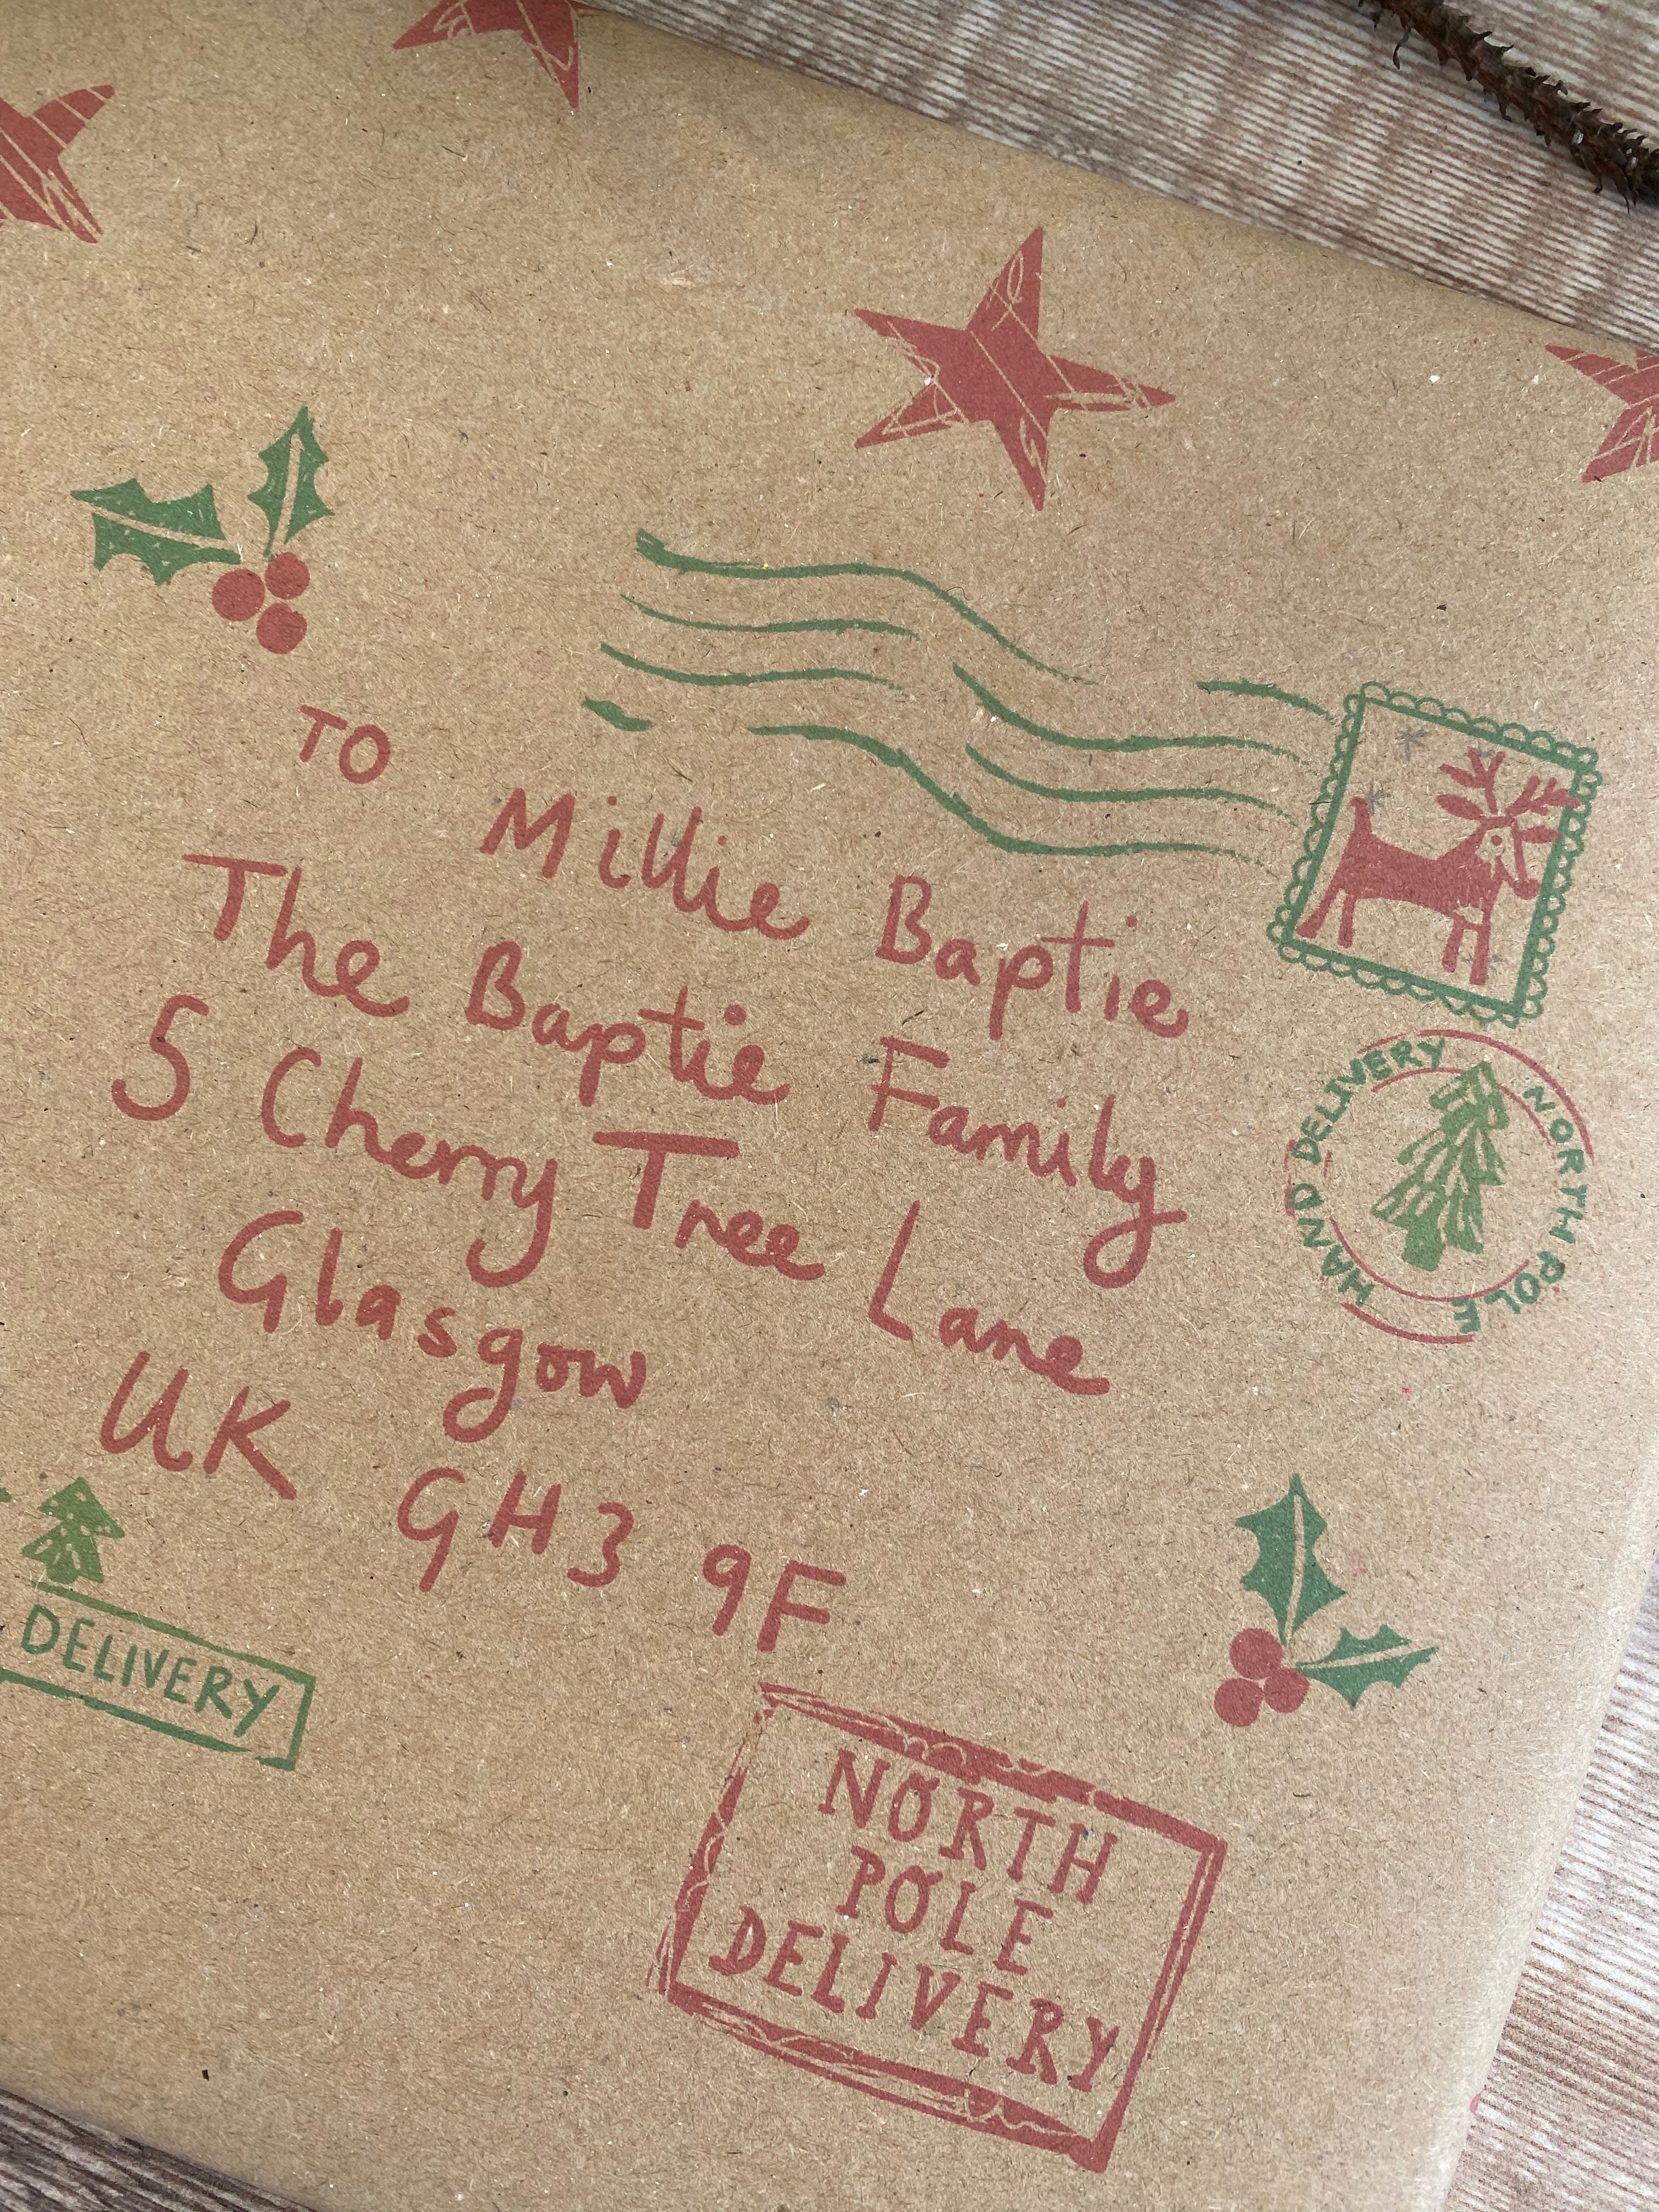 TO Millie Baptie
The Baptie Family
5 Cherry Tree Lane
Glasgow
UK GH3 9F
HAND DELIVERY NORTH POLE
DELIVERY
NORTH
POLE
DELIVERY